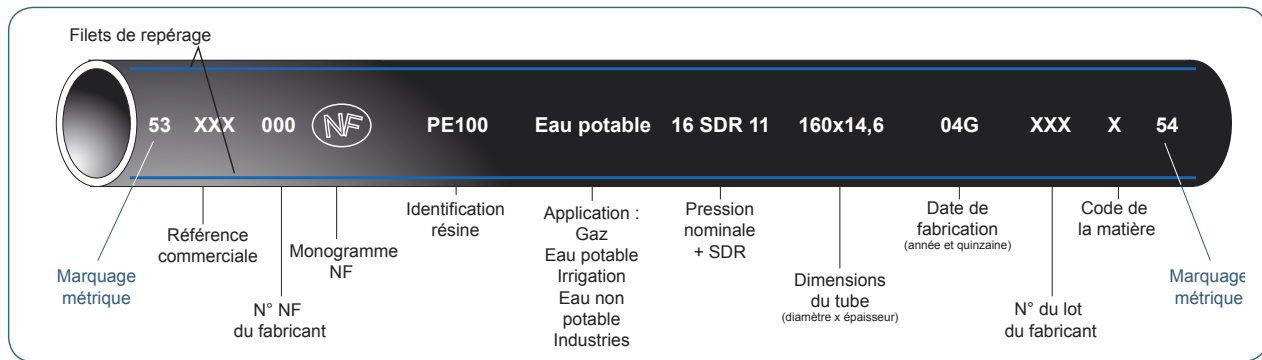 Filets de repérage
53 XXX 000 NF PE100 Eau potable 16 SDR 11 160x14,6 04G XXX X 54
Marquage
métrique
Référence
commerciale
N° NF
du fabricant
Monogramme
NF
Identification
résine
Application :
Gaz
Eau potable
Irrigation
Eau non
potable
Industries
Pression
nominale
+ SDR
Dimensions
du tube
(diamètre x épaisseur)
Date de
fabrication
(année et quinzaine)
N° du lot
du fabricant
Code de
la matière
Marquage
métrique